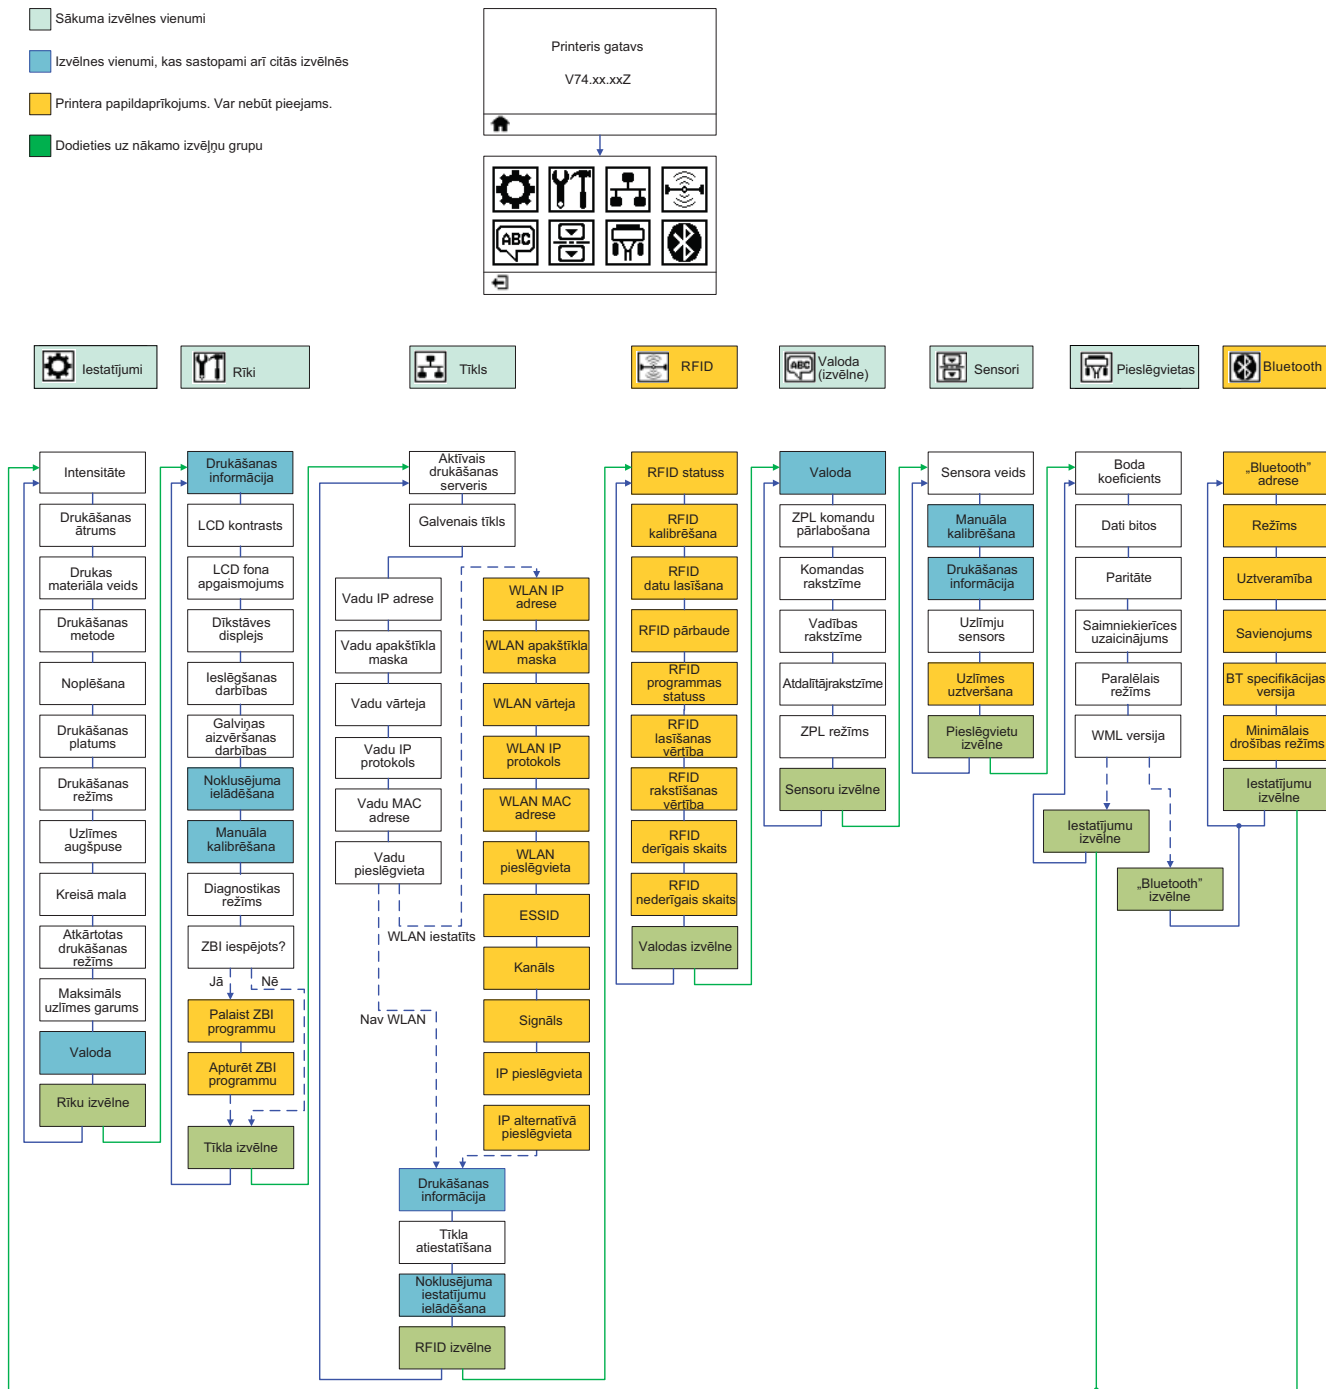 Sākuma izvēlnes vienumi
Izvēlnes vienumi, kas sastopami arī citās izvēlnēs
Printera papildaprīkojums. Var nebūt pieejams.
Dodieties uz nākamo izvēļņu grupu
Printeris gatavs
V74.xx.xxZ
ABC
Iestatījumi
Rīki
Tīkls
RFID
ABC
Valoda
(izvēlne)
Sensori
Pieslēgvietas
Bluetooth
Intensitāte
Drukāšanas
ātrums
Drukas
materiāla veids
Drukāšanas
metode
Noplēšana
Drukāšanas
platums
Drukāšanas
režīms
Uzlīmes
augšpuse
Kreisā mala
Atkārtotas
drukāšanas
režīms
Maksimāls
uzlīmes garums
Valoda
Rīku izvēlne
Drukāšanas
informācija
LCD kontrasts
LCD fona
apgaismojums
Dīkstāves
displejs
Ieslēgšanas
darbības
Galviņas
aizvēršanas
darbības
Noklusējuma
ielādēšana
Manuāla
kalibrēšana
Diagnostikas
režīms
ZBI iespējots?
Jā
Nē
Palaist ZBI
programmu
Apturēt ZBI
programmu
Tīkla izvēlne
Aktīvais
drukāšanas
serveris
Galvenais tīkls
Vadu IP adrese
Vadu apakštīkla
maska
Vadu vārteja
Vadu IP
protokols
Vadu MAC
adrese
Vadu
pieslēgvieta
WLAN iestatīts
Nav WLAN
WLAN IP
adrese
WLAN apakštīkla
maska
WLAN vārteja
WLAN IP
protokols
WLAN MAC
adrese
WLAN
pieslēgvieta
ESSID
Kanāls
Signāls
IP pieslēgvieta
IP alternatīvā
pieslēgvieta
Drukāšanas
informācija
Tīkla
atiestatīšana
Noklusējuma
iestatījumu
ielādēšana
RFID izvēlne
RFID statuss
RFID
kalibrēšana
RFID
datu lasīšana
RFID pārbaude
RFID
programmas
statuss
RFID
lasīšanas
vērtība
RFID
rakstīšanas
vērtība
RFID
derīgais skaits
RFID
nederīgais skaits
Valodas izvēlne
Valoda
ZPL komandu
pārlabošana
Komandas
rakstzīme
Vadības
rakstzīme
Atdalītājrakstzīme
ZPL režīms
Sensoru izvēlne
Sensora veids
Manuāla
kalibrēšana
Drukāšanas
informācija
Uzlīmju
sensors
Uzlīmes
uztveršana
Pieslēgvietu
izvēlne
Boda
koeficients
Dati bitos
Paritāte
Saimniekierīces
uzaicinājums
Paralēlais
režīms
WML versija
Iestatījumu
izvēlne
„Bluetooth”
izvēlne
„Bluetooth”
adrese
Režīms
Uztveramība
Savienojums
BT specifikācijas
versija
Minimālais
drošības režīms
Iestatījumu
izvēlne